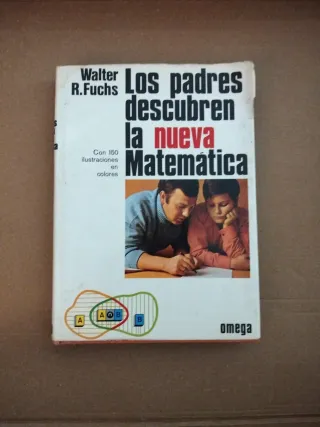 Walter
R.Fuchs
Los padres
descubren
la nueva
Matemática
Con 160
ilustraciones
en
colores
A A∩B B
omega